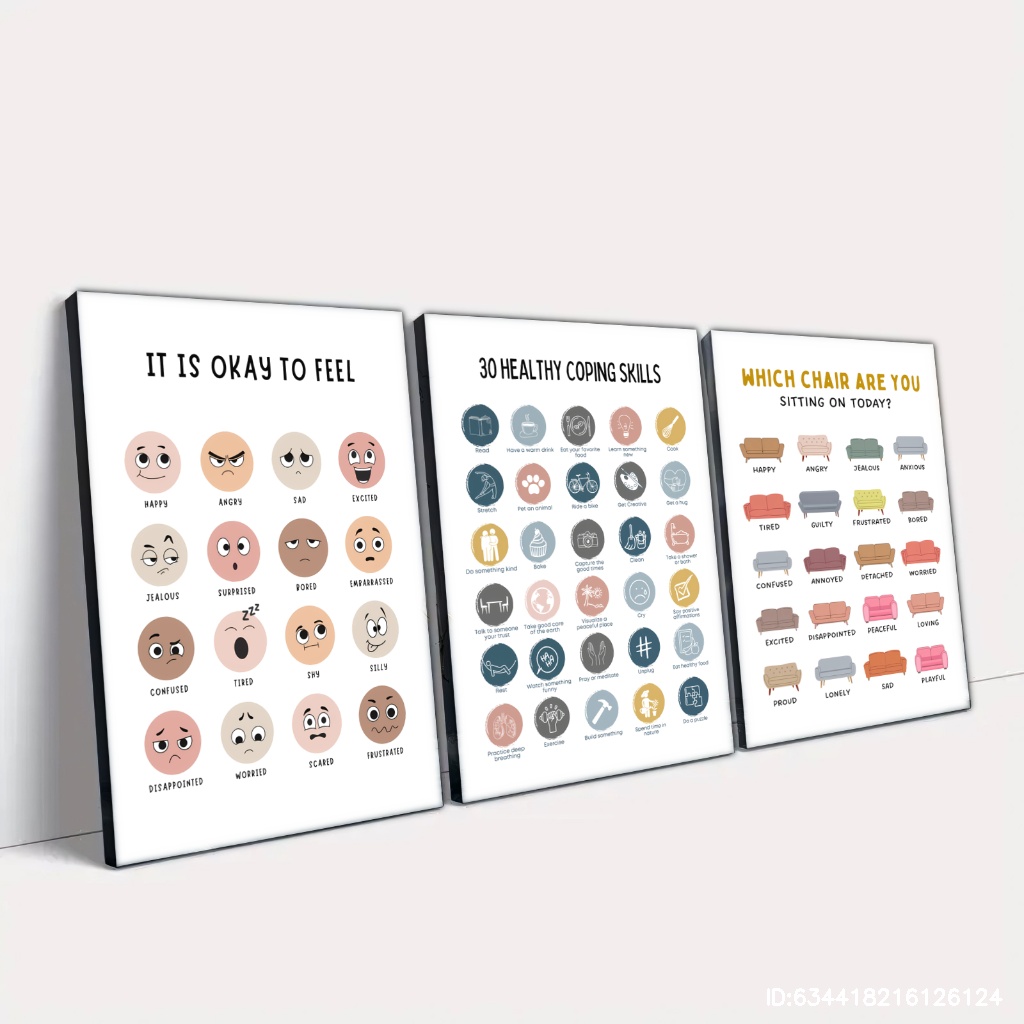 IT IS OKAY TO FEEL
HAPPY
ANGRY
SAD
EXCITED
JEALOUS
SURPRISED
BORED
EMBARRASSED
CONFUSED
ZZZ
TIRED
SHY
SILLY
DISAPPOINTED
WORRIED
SCARED
FRUSTRATED
30 HEALTHY COPING SKILLS
Read
Have a warm drink
Eat your favorite
food
Learn something
new
Cook
Stretch
Pet an animal
Ride a bike
Get Creative
Get a hug
Do something kind
Bake
Capture the
good times
Clean
Take a shower
or bath
Talk to someone
your trust
Take good care
of the earth
Visualize a
peaceful place
Cry
Say positive
affirmations
Rest
HA
HA
Watch something
funny
Pray or meditate
#
Unplug
Eat healthy food
Practice deep
breathing
Exercise
Build something
Spend time in
nature
Do a puzzle
WHICH CHAIR ARE YOU
SITTING ON TODAY?
HAPPY
ANGRY
JEALOUS
ANXIOUS
TIRED
GUILTY
FRUSTRATED
BORED
CONFUSED
ANNOYED
DETACHED
WORRIED
EXCITED
DISAPPOINTED
PEACEFUL
LOVING
PROUD
LONELY
SAD
PLAYFUL
ID:634418216126124